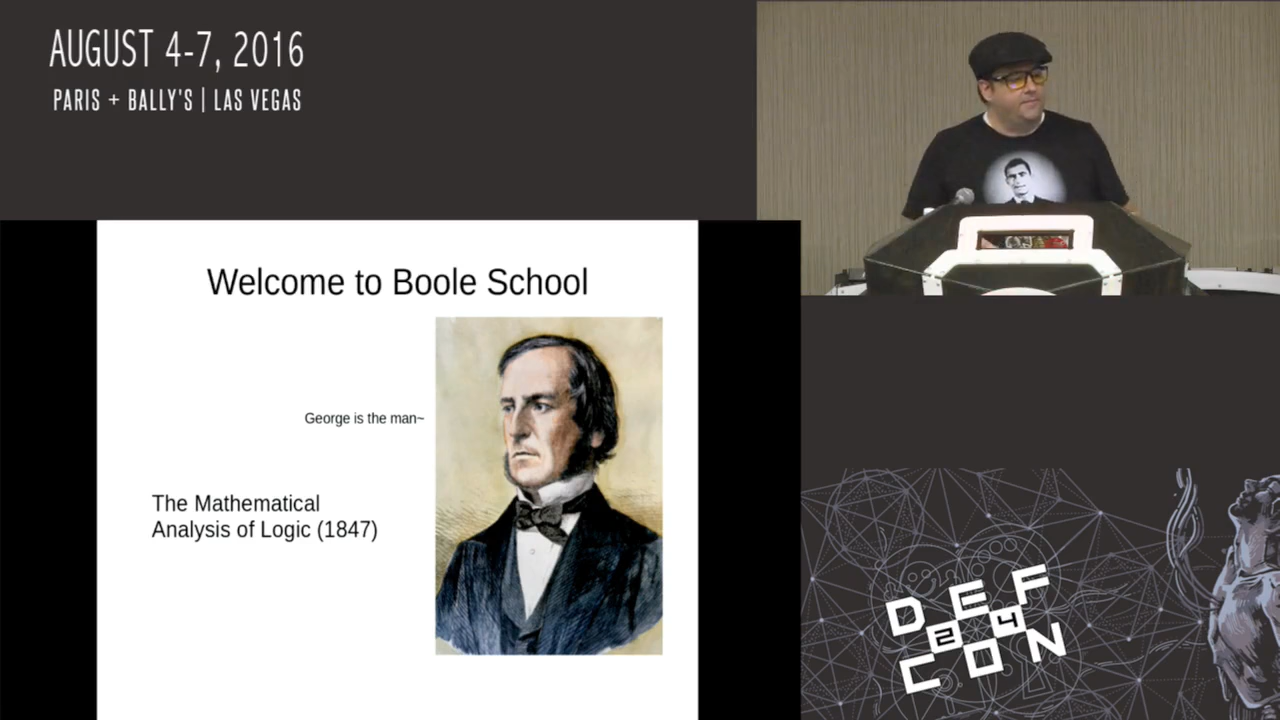 AUGUST 4-7, 2016
PARIS + BALLY'S | LAS VEGAS
Welcome to Boole School
George is the man~
The Mathematical
Analysis of Logic (1847)
DEF
24
CON